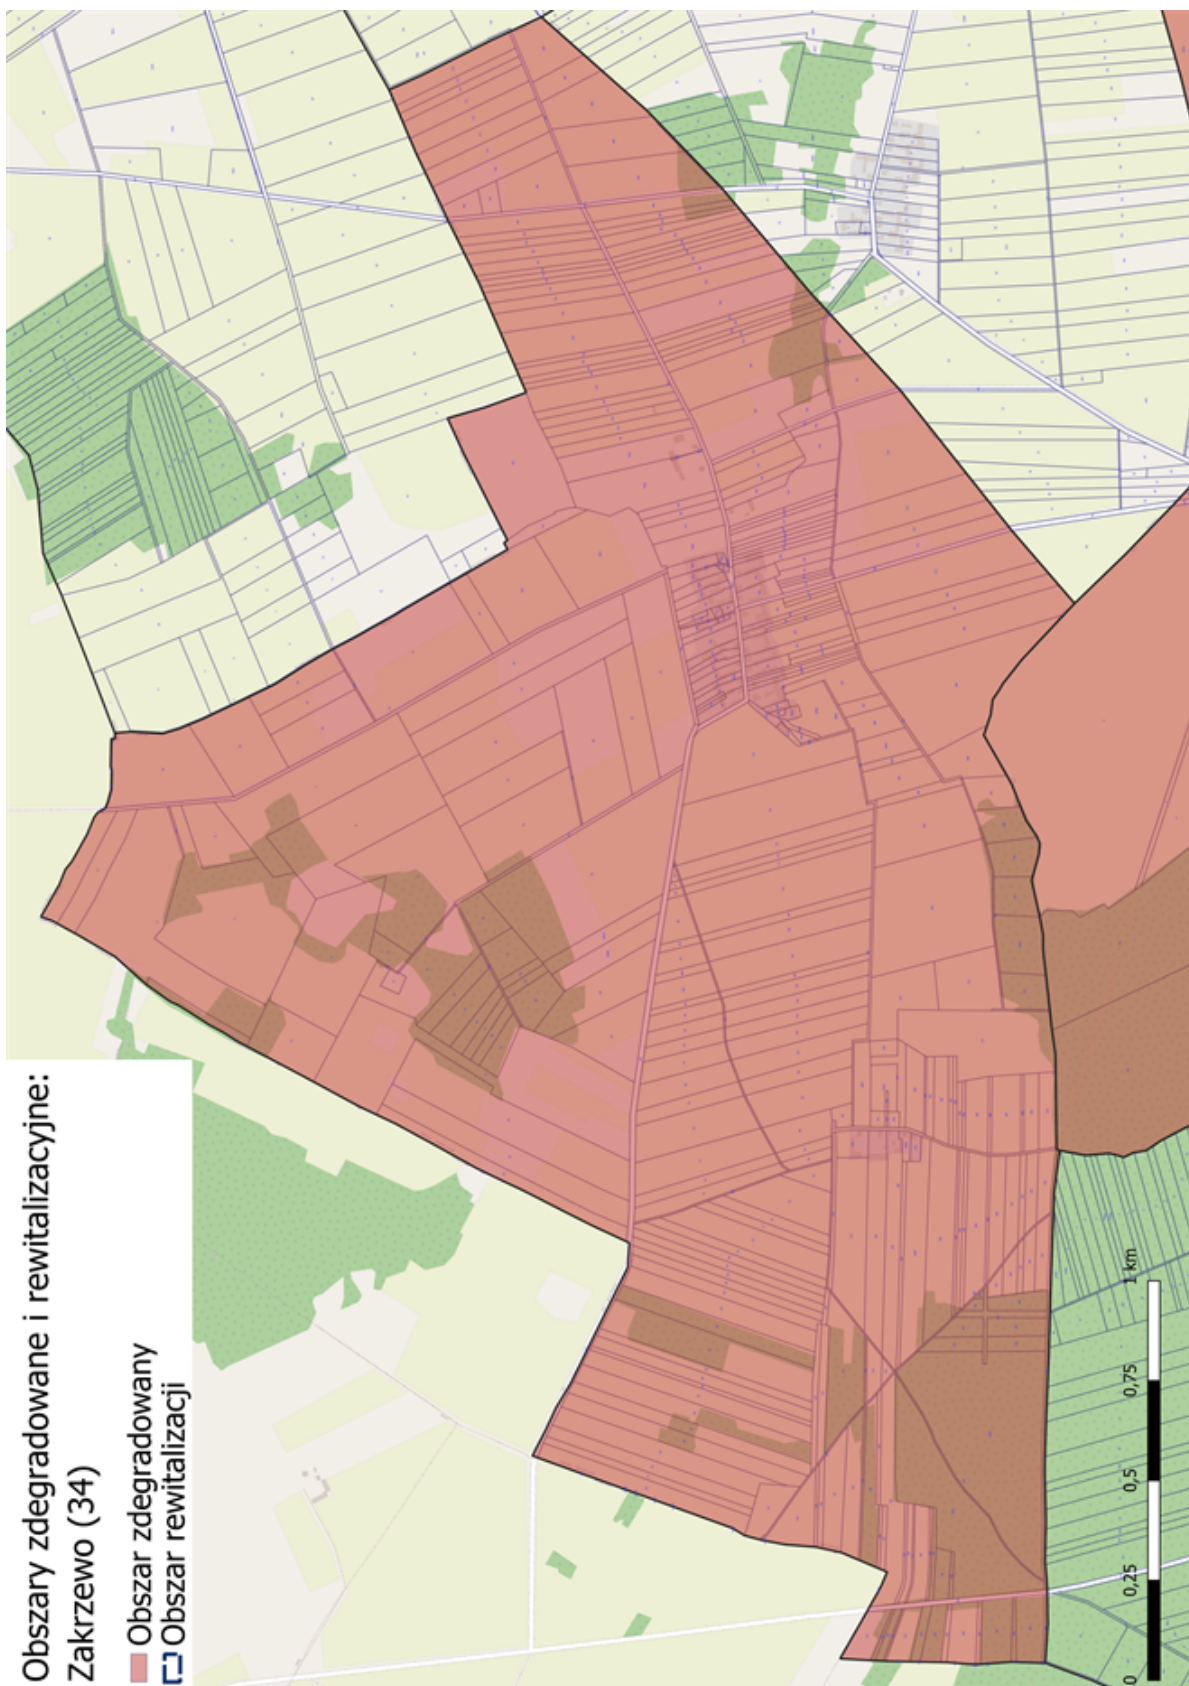 Obszary zdegradowane i rewitalizacyjne:
Zakrzewo (34)
Obszar zdegradowany
Obszar rewitalizacji
0 0,25 0,5 0,75 1 km